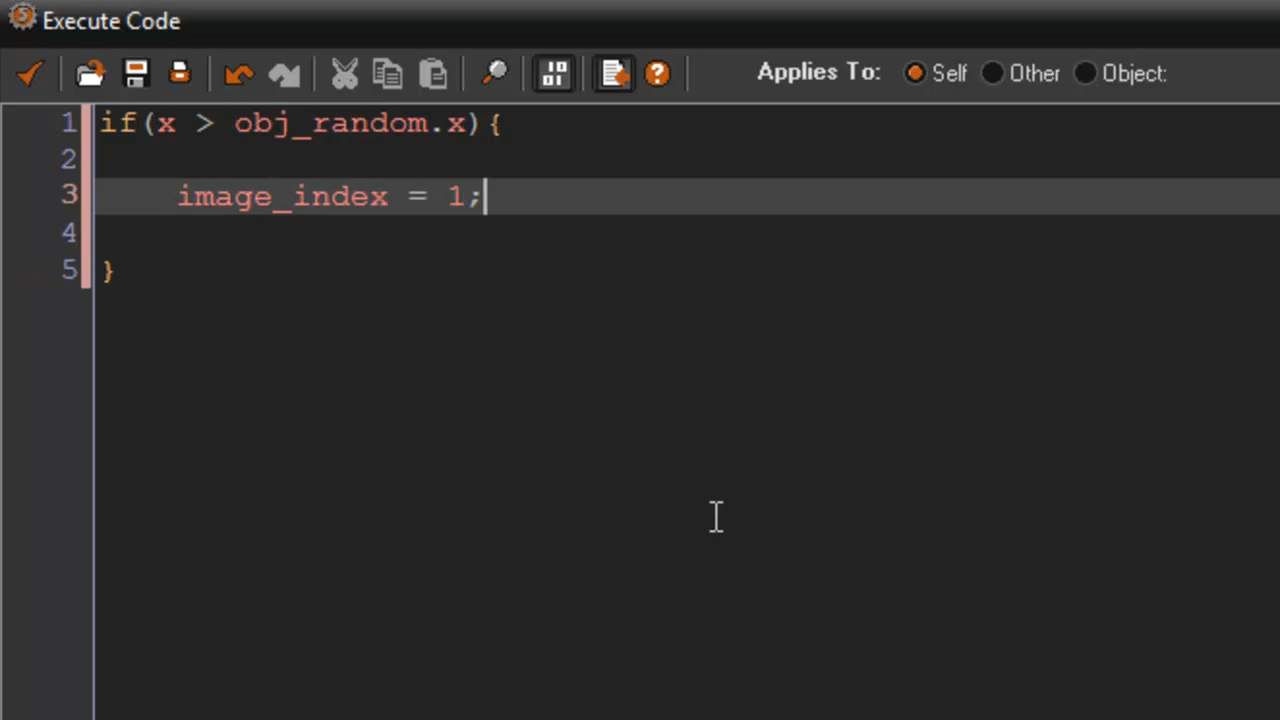 Execute Code
Applies To: Self Other Object:
1 if(x > obj_random.x){
2
3 image_index = 1;
4
5 }